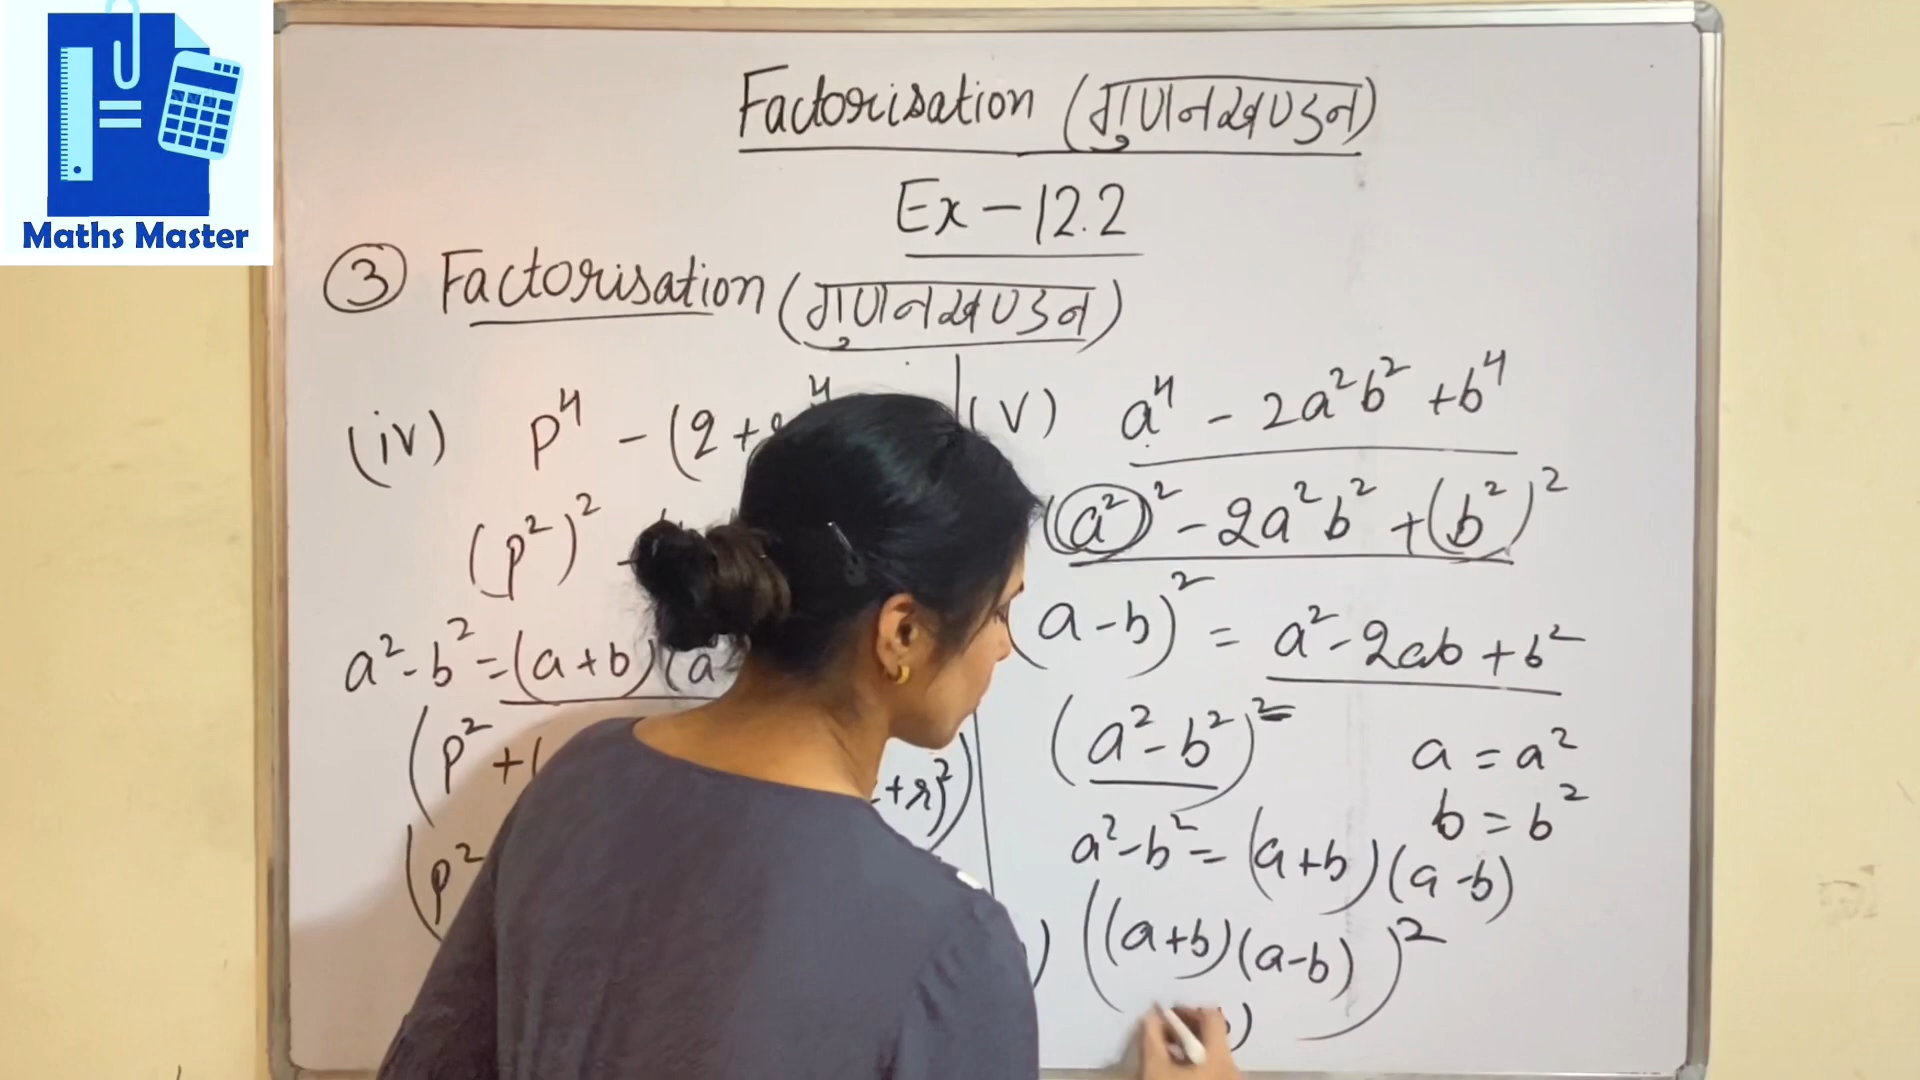 Maths Master
Factorisation (गुणनखण्डन)
Ex - 12.2
③ Factorisation (गुणनखण्डन)
(iv) p⁴ - (q +
(p²)²
a² - b² = (a+b)(a
(p² +( +r)²)
(p²
(v) a⁴ - 2a²b² + b⁴
(a²)² - 2a²b² + (b²)²
(a-b)² = a² - 2ab + b²
(a² - b²)²
a = a²
b = b²
a² - b² = (a+b)(a-b)
((a+b)(a-b))²